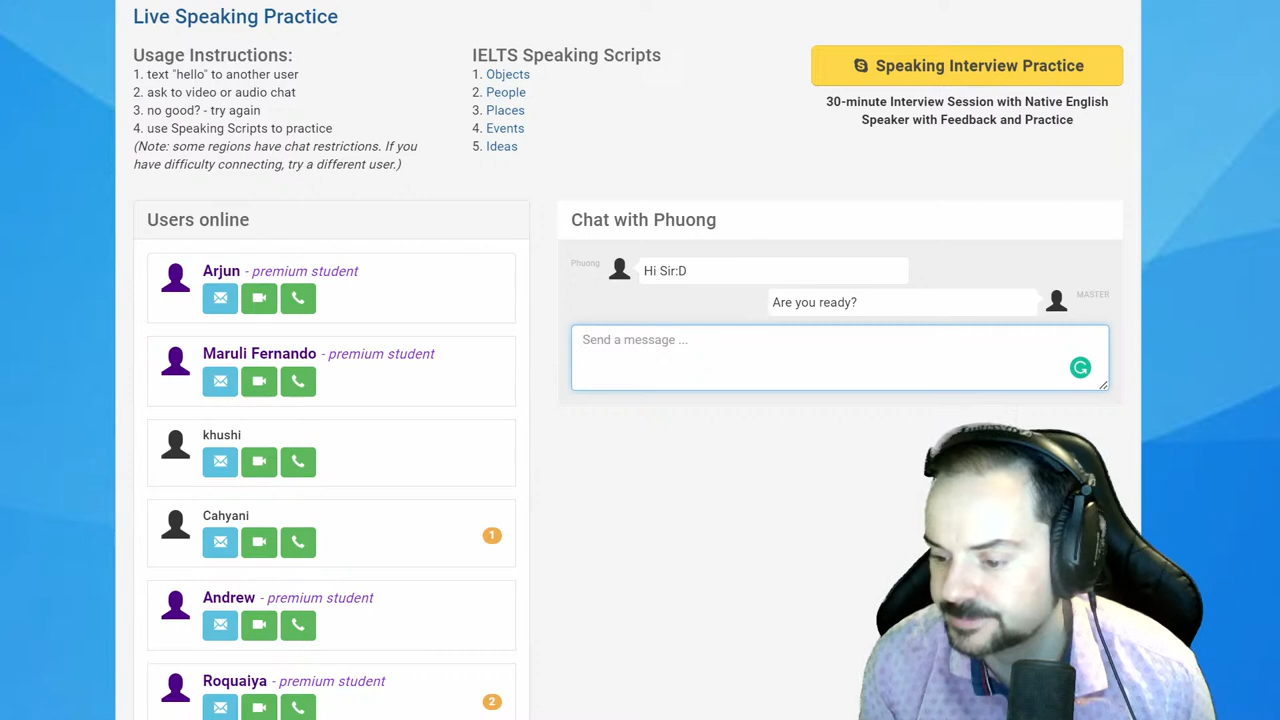 Live Speaking Practice
Usage Instructions:
1. text "hello" to another user
2. ask to video or audio chat
3. no good? - try again
4. use Speaking Scripts to practice
(Note: some regions have chat restrictions. If you
have difficulty connecting, try a different user.)
IELTS Speaking Scripts
1. Objects
2. People
3. Places
4. Events
5. Ideas
Speaking Interview Practice
30-minute Interview Session with Native English
Speaker with Feedback and Practice
Users online
Arjun - premium student
Maruli Fernando - premium student
khushi
Cahyani
1
Andrew - premium student
Roquaiya - premium student
2
Chat with Phuong
Phuong
Hi Sir:D
Are you ready?
MASTER
Send a message ...